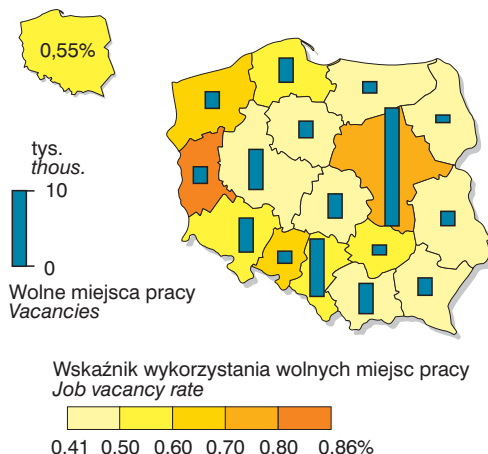 0,55%
tys.
thous.
10
0
Wolne miejsca pracy
Vacancies
Wskaźnik wykorzystania wolnych miejsc pracy
Job vacancy rate
0.41 0.50 0.60 0.70 0.80 0.86%